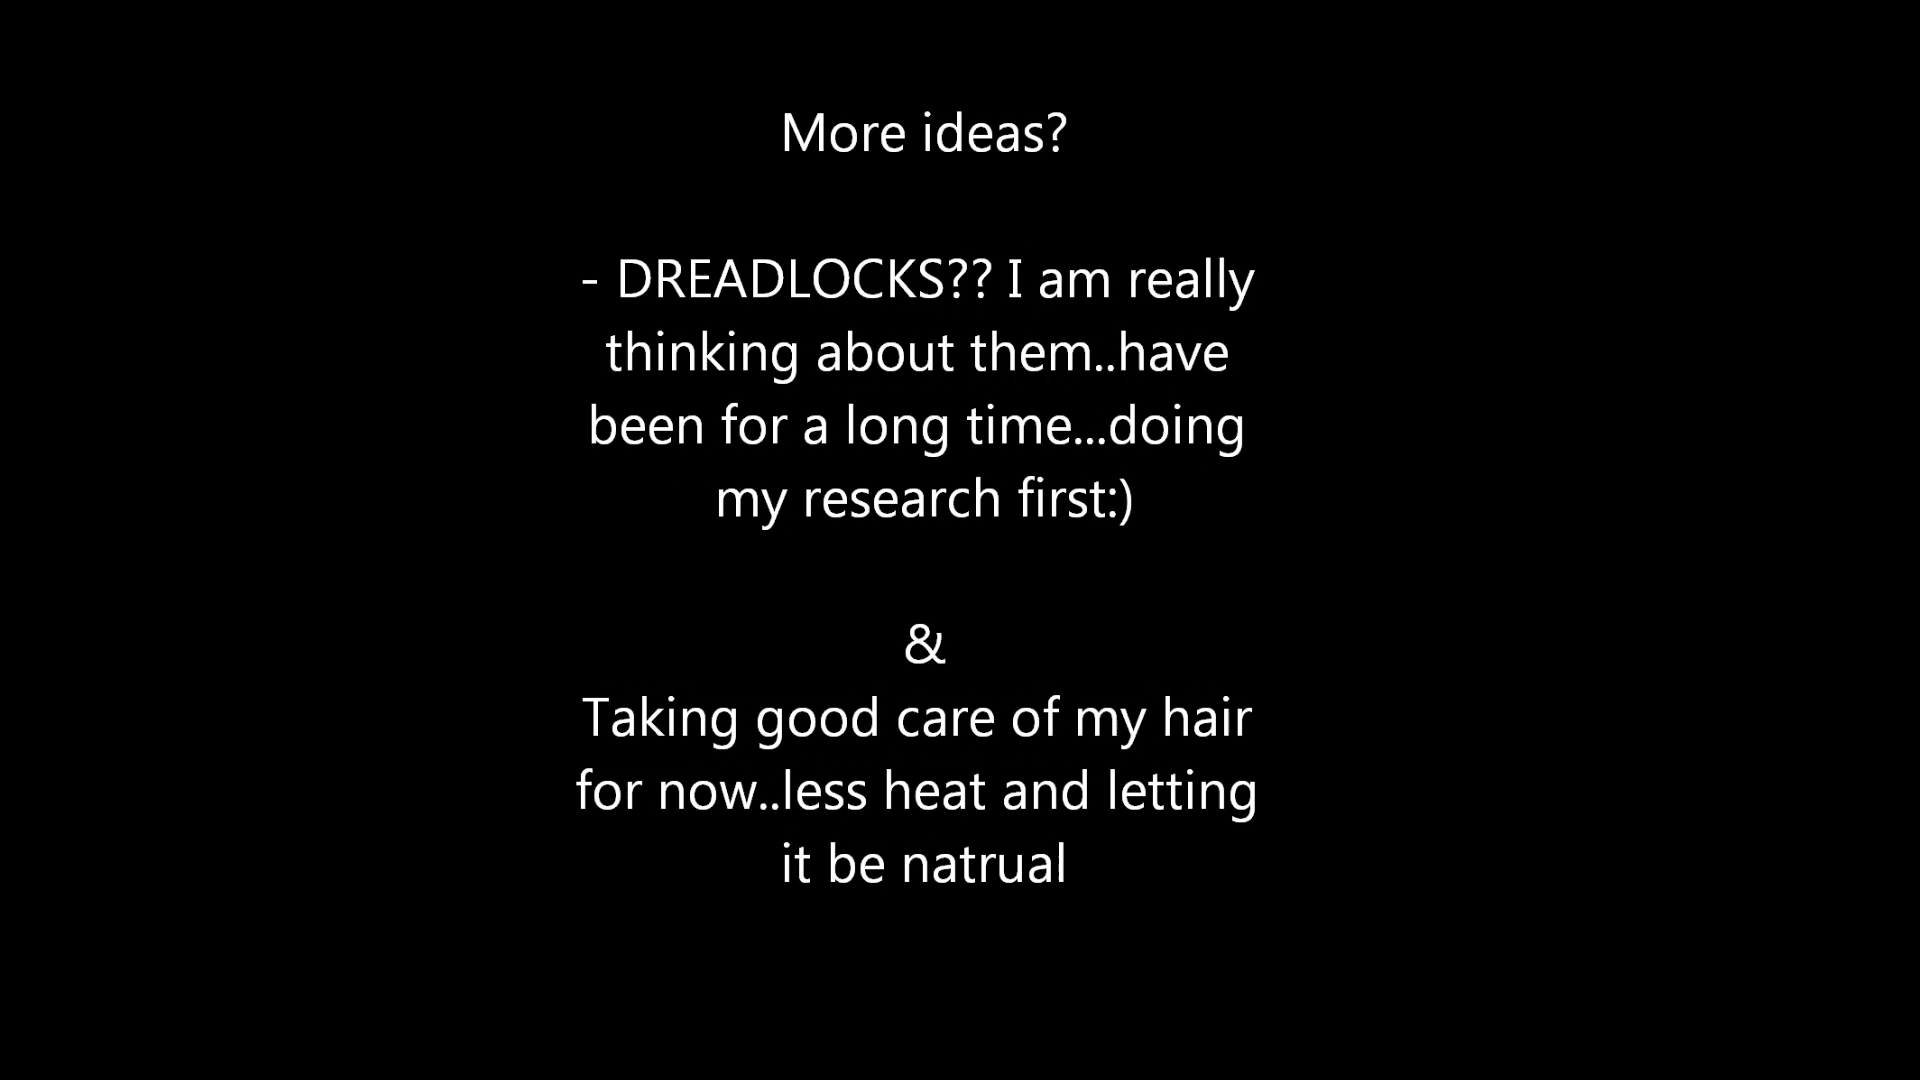 More ideas?
- DREADLOCKS?? I am really
thinking about them..have
been for a long time...doing
my research first:)
&
Taking good care of my hair
for now..less heat and letting
it be natrual